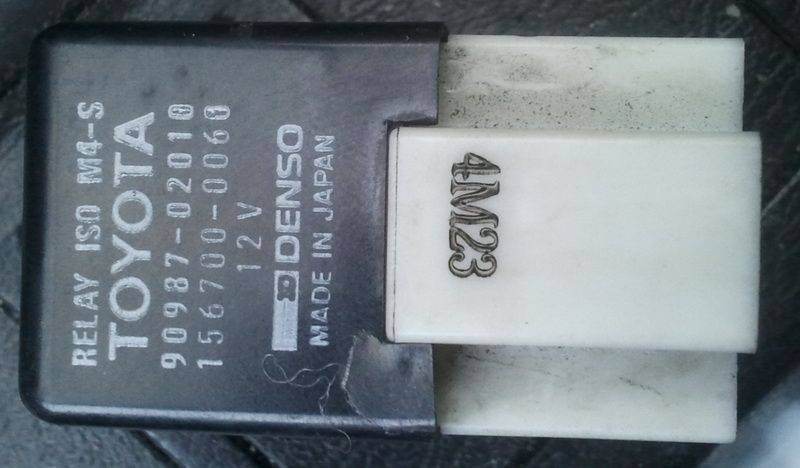 RELAY ISO M4-S
TOYOTA
90987-02010
156700-0060
12V
DENSO
MADE IN JAPAN
4M23